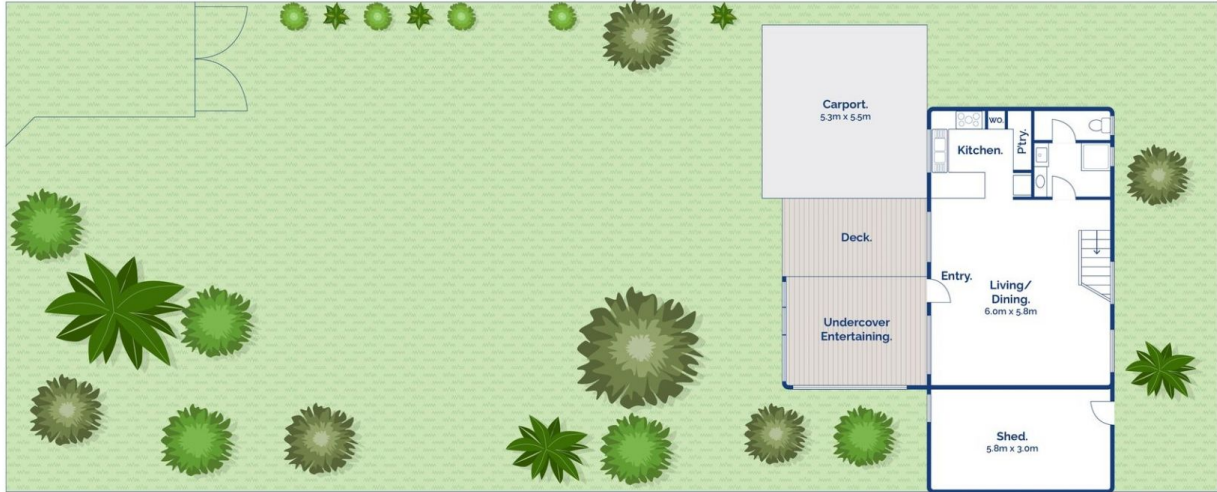 Carport.
5.3m x 5.5m
WO.
P'try.
Kitchen.
Deck.
Entry.
Living/
Dining.
6.0m x 5.8m
Undercover
Entertaining.
Shed.
5.8m x 3.0m